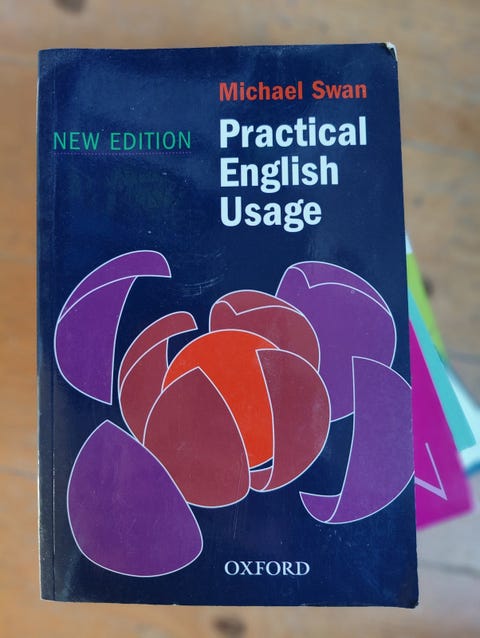 Michael Swan
NEW EDITION
Practical
English
Usage
OXFORD